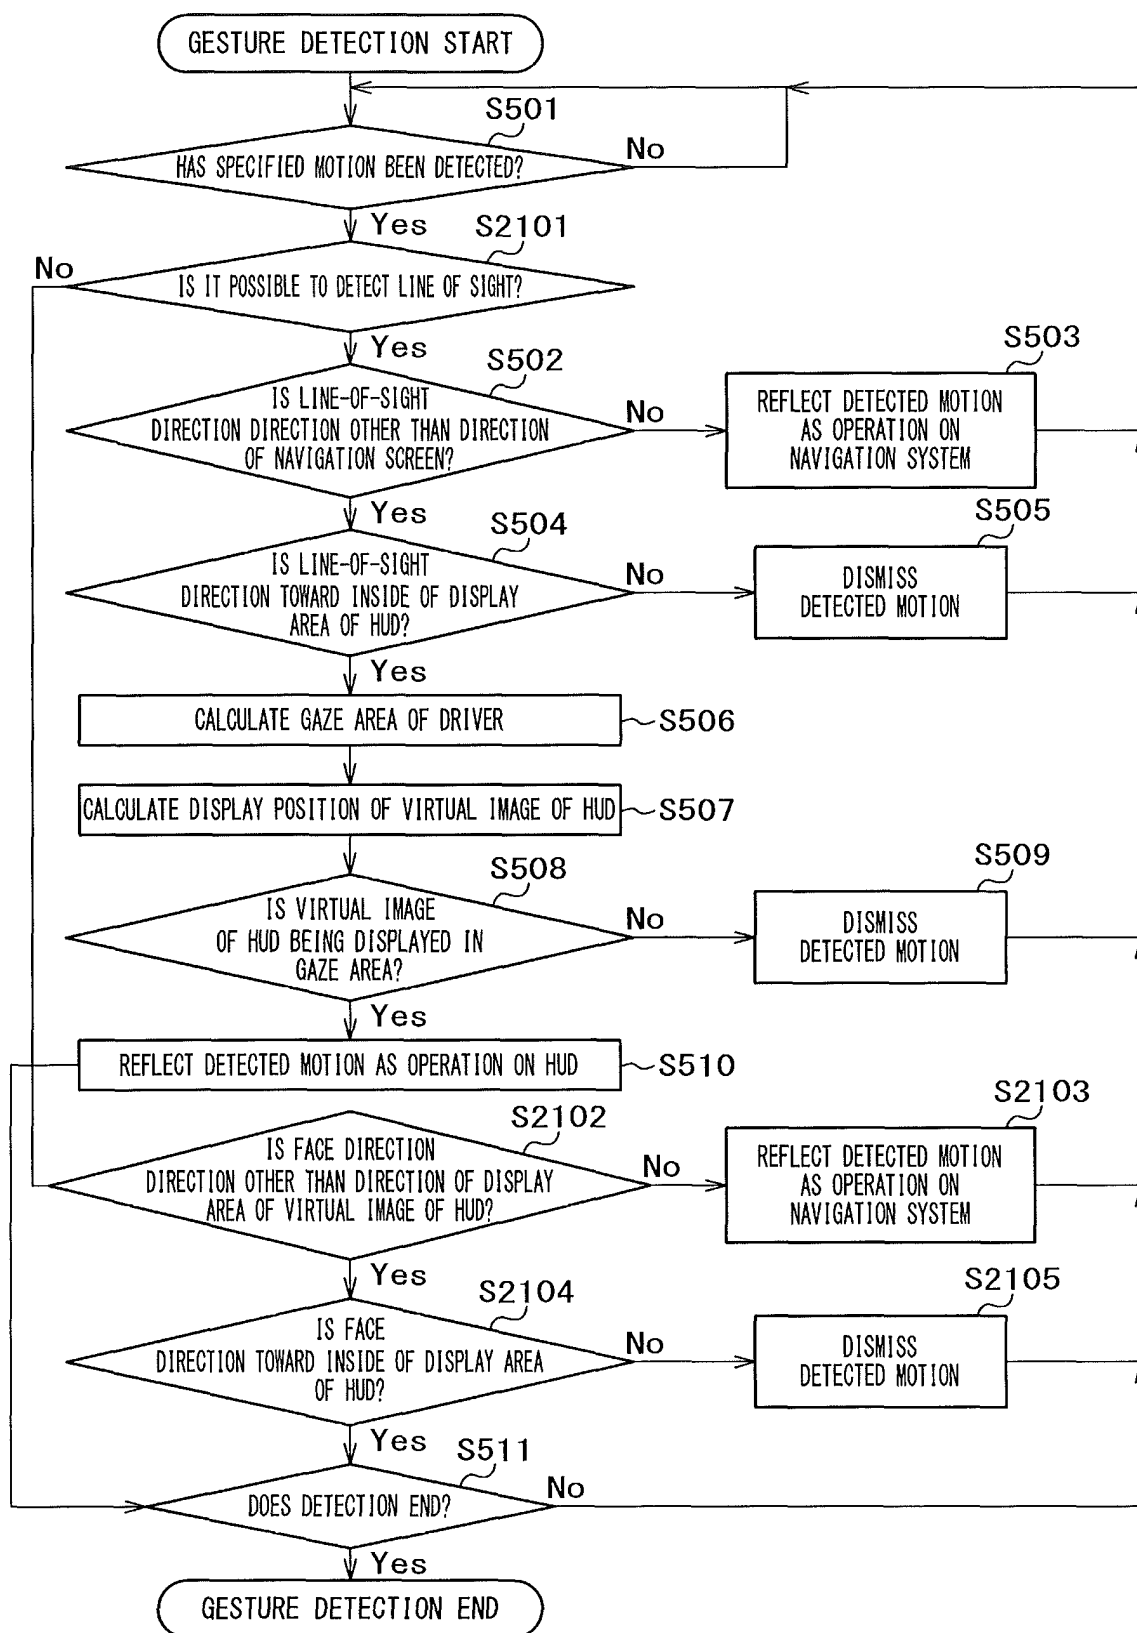 GESTURE DETECTION START
S501
HAS SPECIFIED MOTION BEEN DETECTED?
No
Yes
S2101
No
IS IT POSSIBLE TO DETECT LINE OF SIGHT?
Yes
S502
IS LINE-OF-SIGHT
DIRECTION DIRECTION OTHER THAN DIRECTION
OF NAVIGATION SCREEN?
No
S503
REFLECT DETECTED MOTION
AS OPERATION ON
NAVIGATION SYSTEM
Yes
S504
IS LINE-OF-SIGHT
DIRECTION TOWARD INSIDE OF DISPLAY
AREA OF HUD?
No
S505
DISMISS
DETECTED MOTION
Yes
CALCULATE GAZE AREA OF DRIVER
S506
CALCULATE DISPLAY POSITION OF VIRTUAL IMAGE OF HUD
S507
S508
IS VIRTUAL IMAGE
OF HUD BEING DISPLAYED IN
GAZE AREA?
No
S509
DISMISS
DETECTED MOTION
Yes
REFLECT DETECTED MOTION AS OPERATION ON HUD
S510
S2102
IS FACE DIRECTION
DIRECTION OTHER THAN DIRECTION OF DISPLAY
AREA OF VIRTUAL IMAGE OF HUD?
No
S2103
REFLECT DETECTED MOTION
AS OPERATION ON
NAVIGATION SYSTEM
Yes
S2104
IS FACE
DIRECTION TOWARD INSIDE OF DISPLAY AREA
OF HUD?
No
S2105
DISMISS
DETECTED MOTION
Yes
S511
DOES DETECTION END?
No
Yes
GESTURE DETECTION END